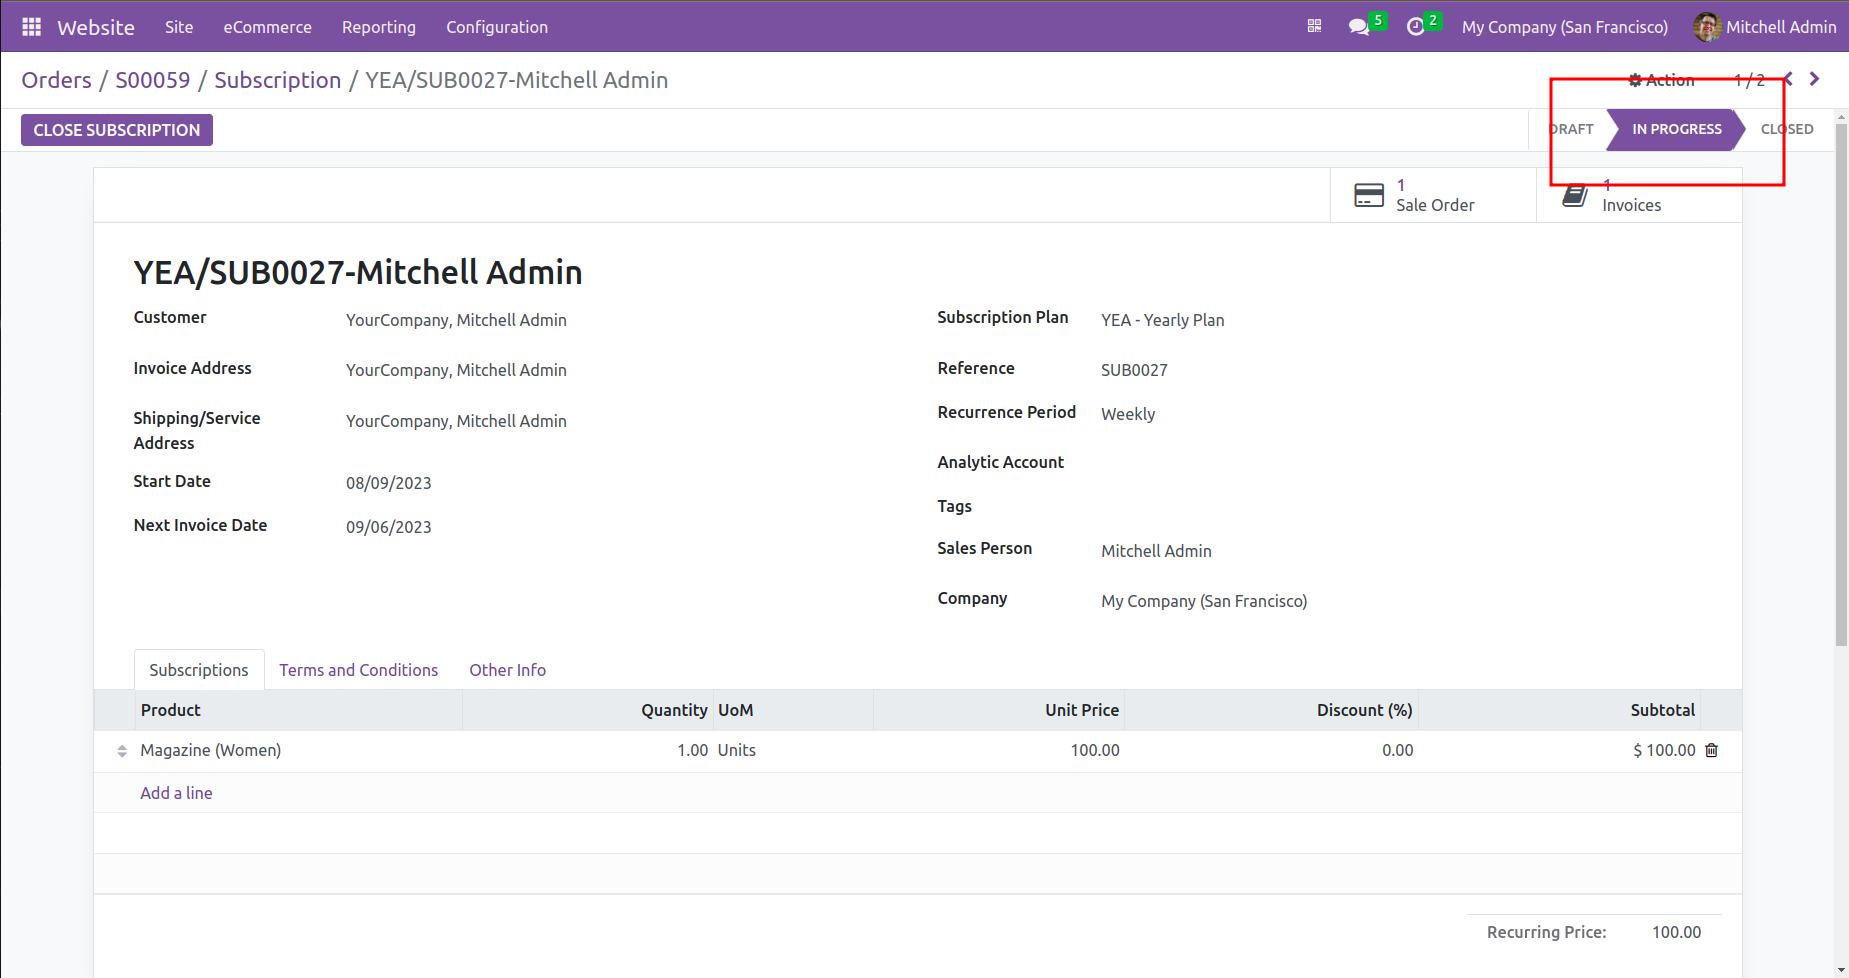 Website Site eCommerce Reporting Configuration 5 2 My Company (San Francisco) Mitchell Admin
Orders / S00059 / Subscription / YEA/SUB0027-Mitchell Admin Action 1 / 2
CLOSE SUBSCRIPTION DRAFT IN PROGRESS CLOSED
1 Sale Order
1 Invoices
YEA/SUB0027-Mitchell Admin
Customer YourCompany, Mitchell Admin
Invoice Address YourCompany, Mitchell Admin
Shipping/Service Address YourCompany, Mitchell Admin
Start Date 08/09/2023
Next Invoice Date 09/06/2023
Subscription Plan YEA - Yearly Plan
Reference SUB0027
Recurrence Period Weekly
Analytic Account
Tags
Sales Person Mitchell Admin
Company My Company (San Francisco)
Subscriptions Terms and Conditions Other Info
Product Quantity UoM Unit Price Discount (%) Subtotal
Magazine (Women) 1.00 Units 100.00 0.00 $ 100.00
Add a line
Recurring Price: 100.00